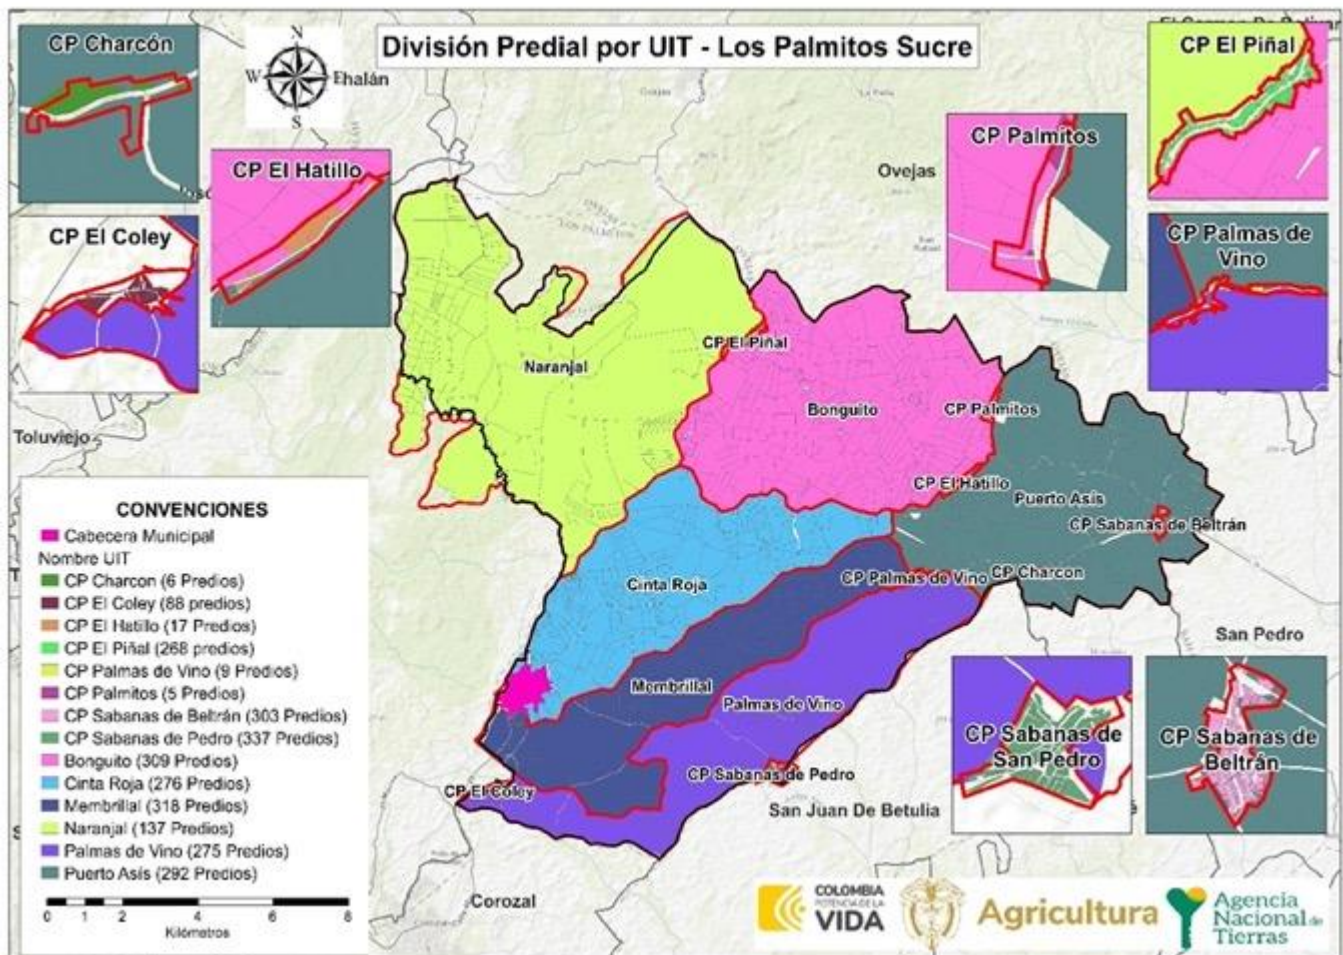 División Predial por UIT - Los Palmitos Sucre
CP Charcón
N
W
E
S
halán
CP El Hatillo
CP El Coley
CP Palmitos
CP El Piñal
CP Palmas de
Vino
Ovejas
Toluviejo
Naranjal
CP El Piñal
Bonguito
CP Palmitos
CP El Hatillo
Puerto Asís
CP Sabanas de Beltrán
CP Charcon
CP Palmas de Vino
Cinta Roja
Membrillal
Palmas de Vino
CP Sabanas de Pedro
CP El Coley
San Pedro
San Juan De Betulia
Corozal
CP Sabanas de
San Pedro
CP Sabanas de
Beltrán
CONVENCIONES
Cabecera Municipal
Nombre UIT
CP Charcon (6 Predios)
CP El Coley (88 predios)
CP El Hatillo (17 Predios)
CP El Piñal (268 predios)
CP Palmas de Vino (9 Predios)
CP Palmitos (5 Predios)
CP Sabanas de Beltrán (303 Predios)
CP Sabanas de Pedro (337 Predios)
Bonguito (309 Predios)
Cinta Roja (276 Predios)
Membrillal (318 Predios)
Naranjal (137 Predios)
Palmas de Vino (275 Predios)
Puerto Asís (292 Predios)
0 1 2 4 6 8
Kilómetros
COLOMBIA
POTENCIA DE LA
VIDA
Agricultura
Agencia
Nacional de
Tierras